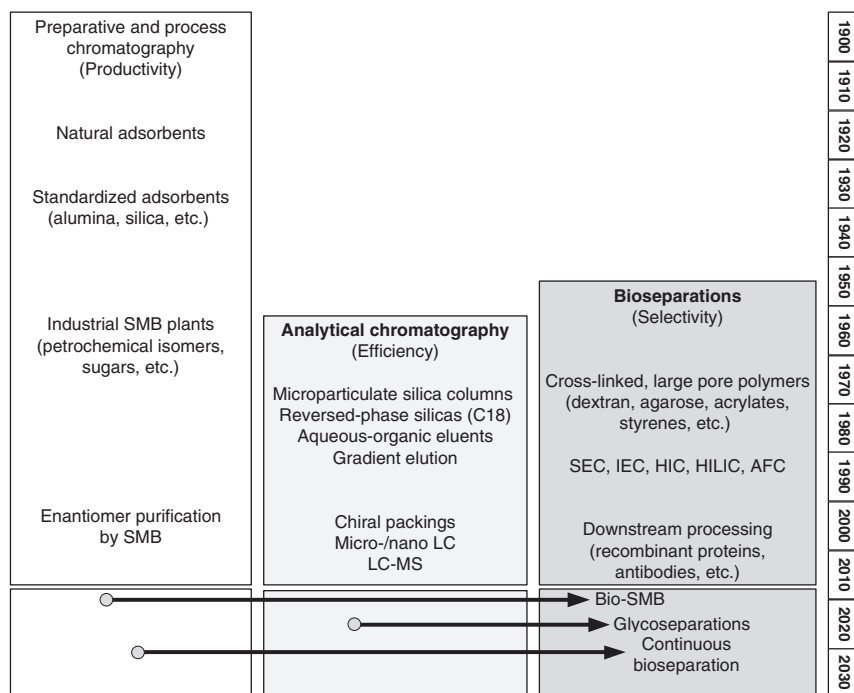 Preparative and process
chromatography
(Productivity)
Natural adsorbents
Standardized adsorbents
(alumina, silica, etc.)
Industrial SMB plants
(petrochemical isomers,
sugars, etc.)
Enantiomer purification
by SMB
Analytical chromatography
(Efficiency)
Microparticulate silica columns
Reversed-phase silicas (C18)
Aqueous-organic eluents
Gradient elution
Chiral packings
Micro-/nano LC
LC-MS
Bioseparations
(Selectivity)
Cross-linked, large pore polymers
(dextran, agarose, acrylates,
styrenes, etc.)
SEC, IEC, HIC, HILIC, AFC
Downstream processing
(recombinant proteins,
antibodies, etc.)
Bio-SMB
Glycoseparations
Continuous
bioseparation
1900
1910
1920
1930
1940
1950
1960
1970
1980
1990
2000
2010
2020
2030